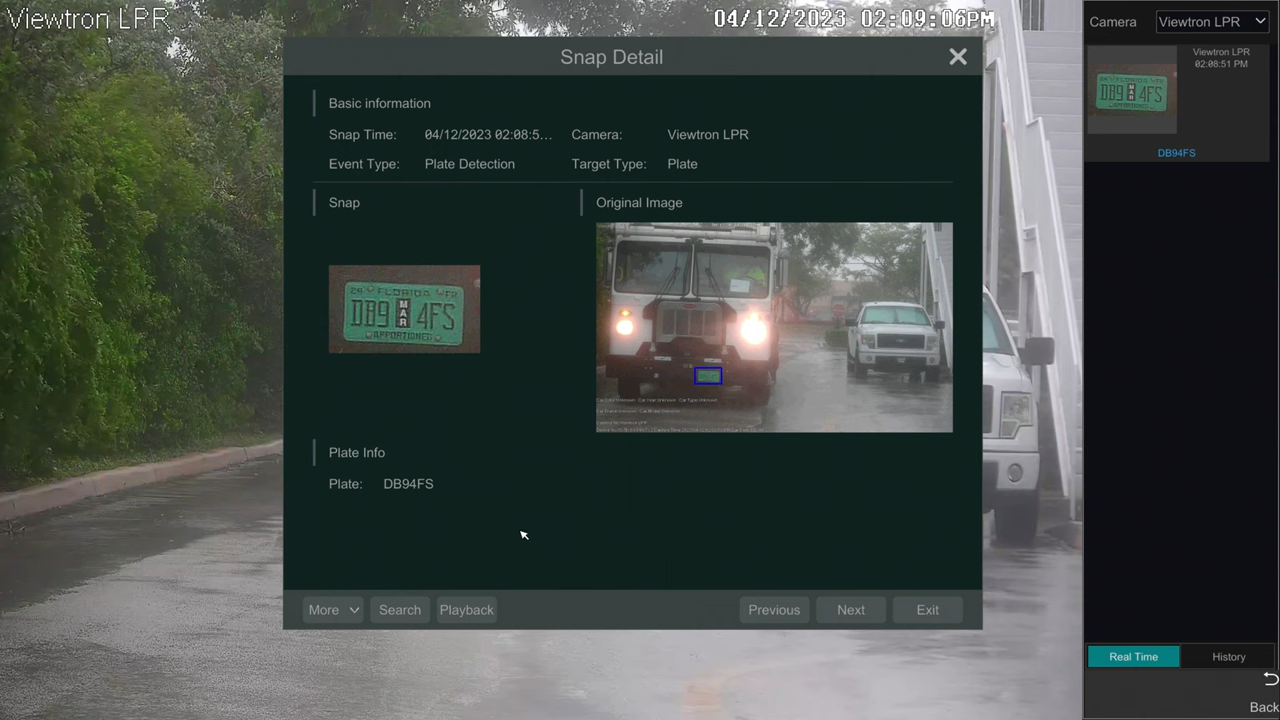 Viewtron LPR
04/12/2023 02:09:06PM
Camera Viewtron LPR
Snap Detail
Viewtron LPR
02:08:51 PM
DB9 MAR 4FS
DB94FS
Basic information
Snap Time: 04/12/2023 02:08:5... Camera: Viewtron LPR
Event Type: Plate Detection Target Type: Plate
Snap
Original Image
FLORIDA
DB9 MAR 4FS
APPORTIONED
Plate Info
Plate: DB94FS
More Search Playback Previous Next Exit
Real Time History
Back